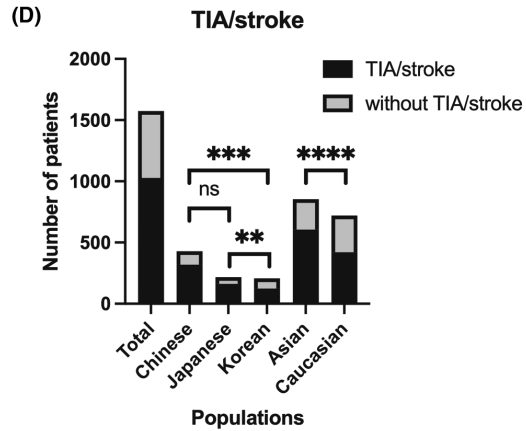 (D)
TIA/stroke
TIA/stroke
without TIA/stroke
Number of patients
2000
1500
1000
500
0
***
****
ns
**
Total
Chinese
Japanese
Korean
Asian
Caucasian
Populations